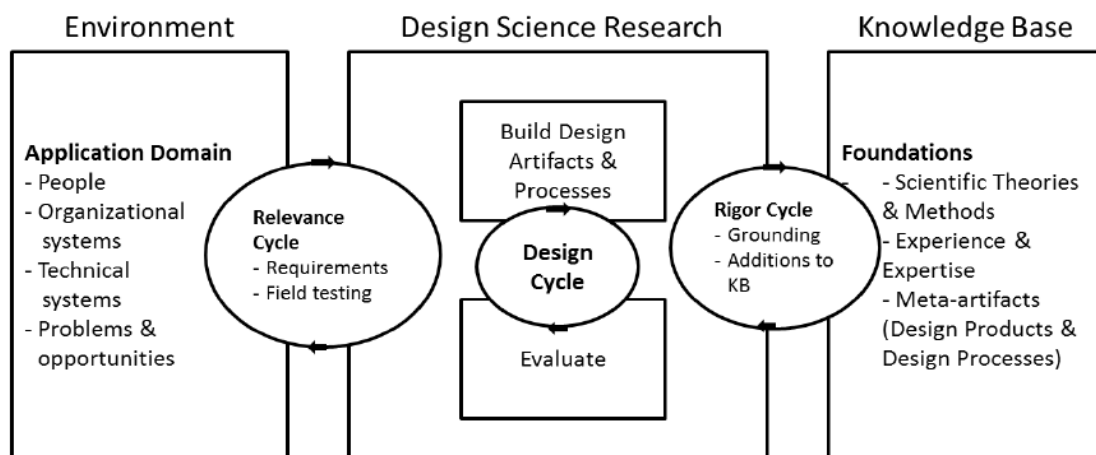 Environment
Design Science Research
Knowledge Base
Application Domain
- People
- Organizational
systems
- Technical
systems
- Problems &
opportunities
Relevance
Cycle
- Requirements
- Field testing
Build Design
Artifacts &
Processes
Design
Cycle
Evaluate
Rigor Cycle
- Grounding
- Additions to
KB
Foundations
- - Scientific Theories
& Methods
- Experience &
Expertise
- Meta-artifacts
(Design Products &
Design Processes)